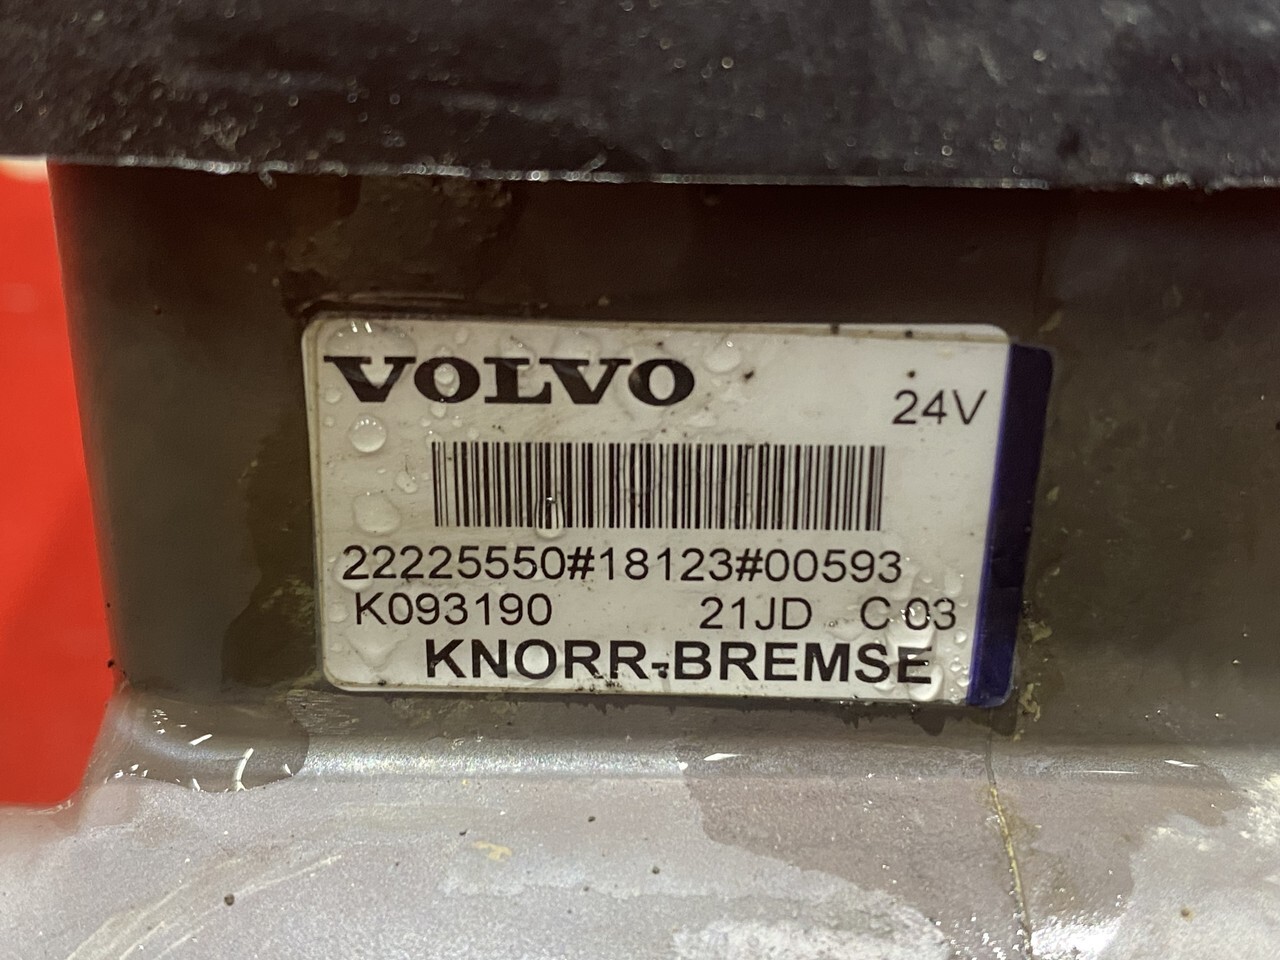 VOLVO
24V
22225550#18123#00593
K093190 21JD C 03
KNORR-BREMSE